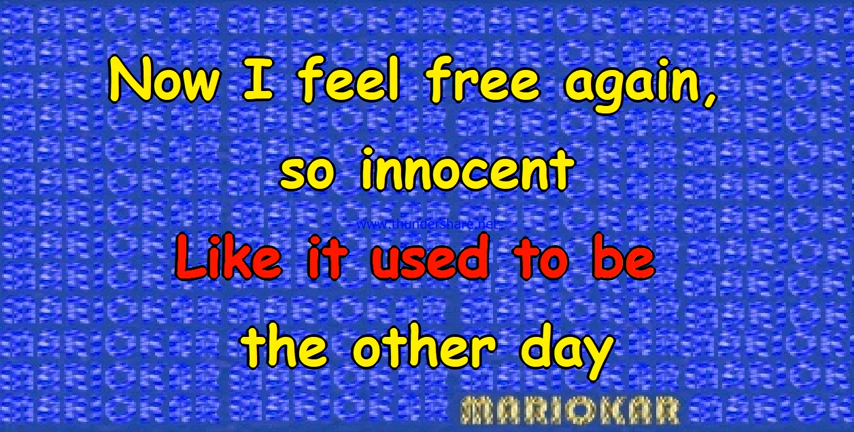 Now I feel free again,
so innocent
www.thundershare.net
Like it used to be
the other day
MARIOKAR